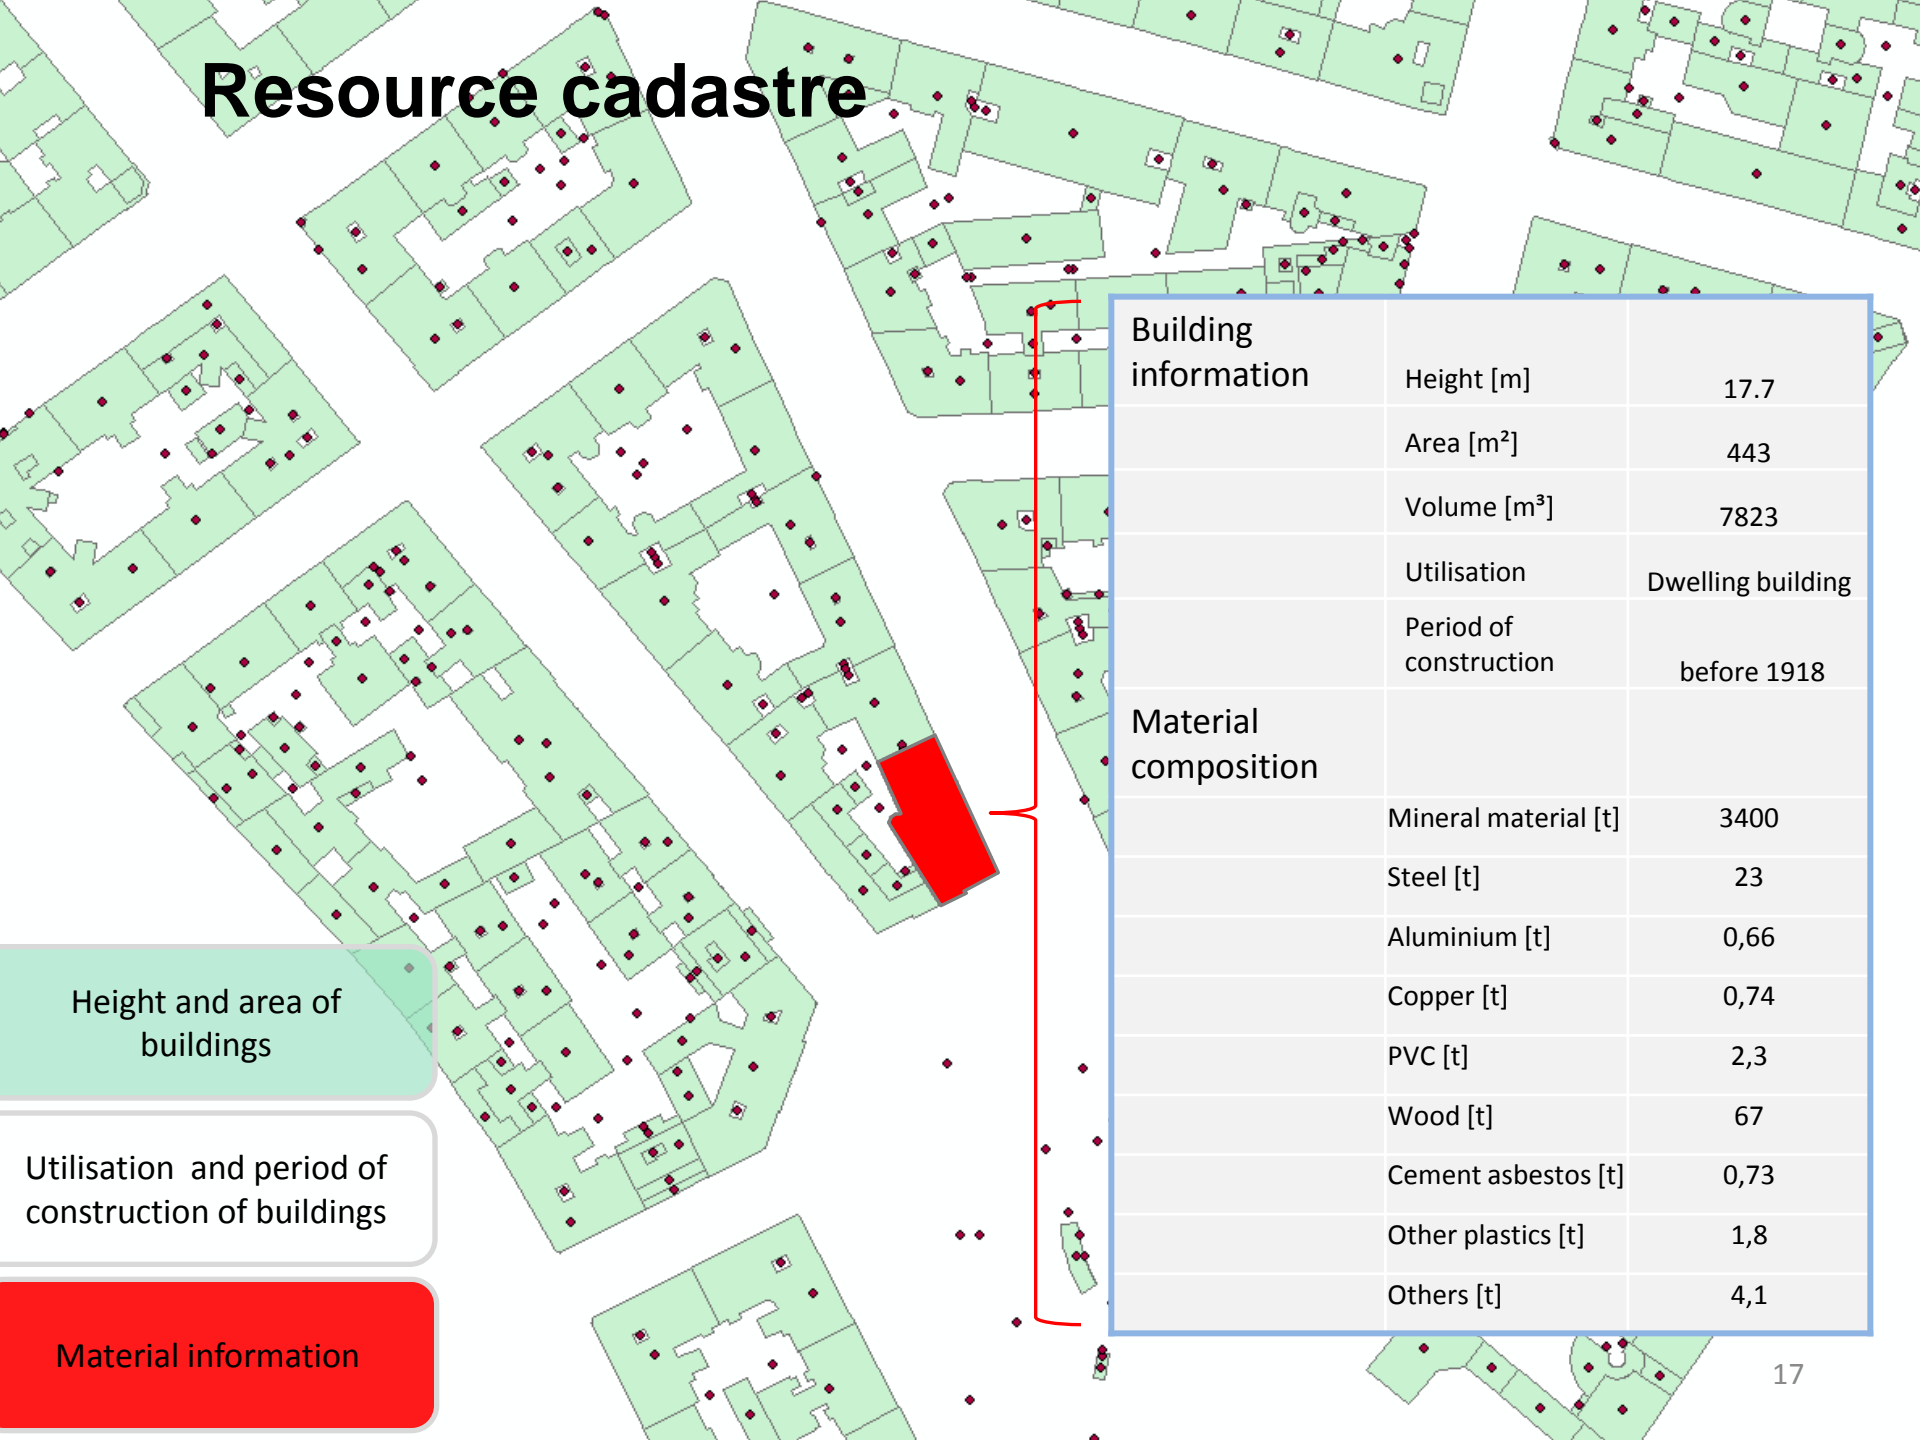 Resource cadastre
Building
information
Height [m]
17.7
Area [m²]
443
Volume [m³]
7823
Utilisation
Dwelling building
Period of
construction
before 1918
Material
composition
Mineral material [t]
3400
Steel [t]
23
Aluminium [t]
0,66
Copper [t]
0,74
PVC [t]
2,3
Wood [t]
67
Cement asbestos [t]
0,73
Other plastics [t]
1,8
Others [t]
4,1
Height and area of
buildings
Utilisation  and period of
construction of buildings
Material information
17